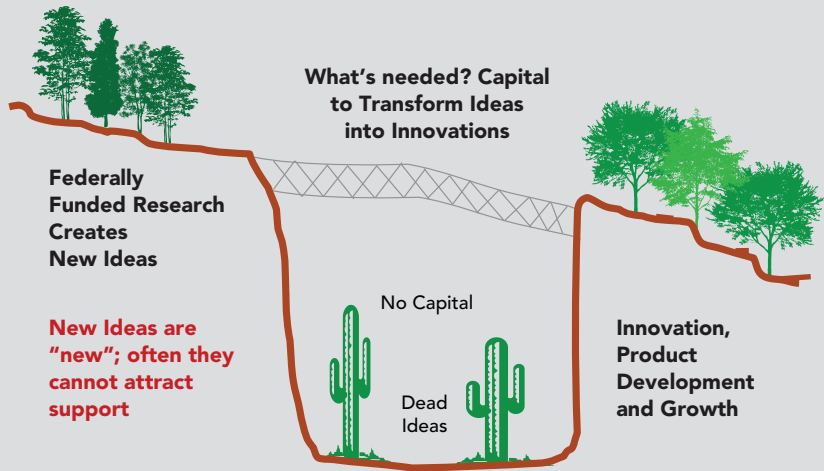 What's needed? Capital
to Transform Ideas
into Innovations
Federally
Funded Research
Creates
New Ideas
New Ideas are
“new”; often they
cannot attract
support
No Capital
Dead
Ideas
Innovation,
Product
Development
and Growth